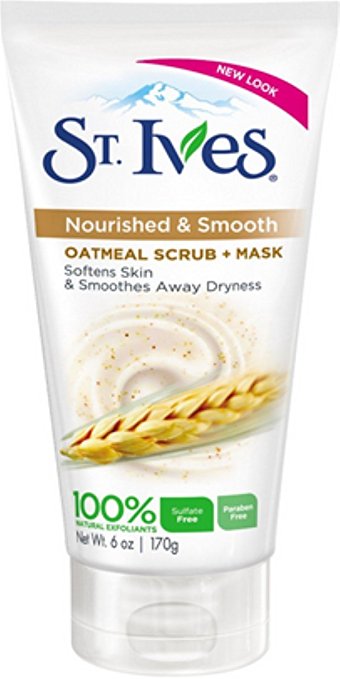 NEW LOOK
ST. IVES®
Nourished & Smooth
OATMEAL SCRUB + MASK
Softens Skin
& Smoothes Away Dryness
100%
NATURAL EXFOLIANTS
Sulfate
Free
Paraben
Free
Net Wt. 6 oz | 170g